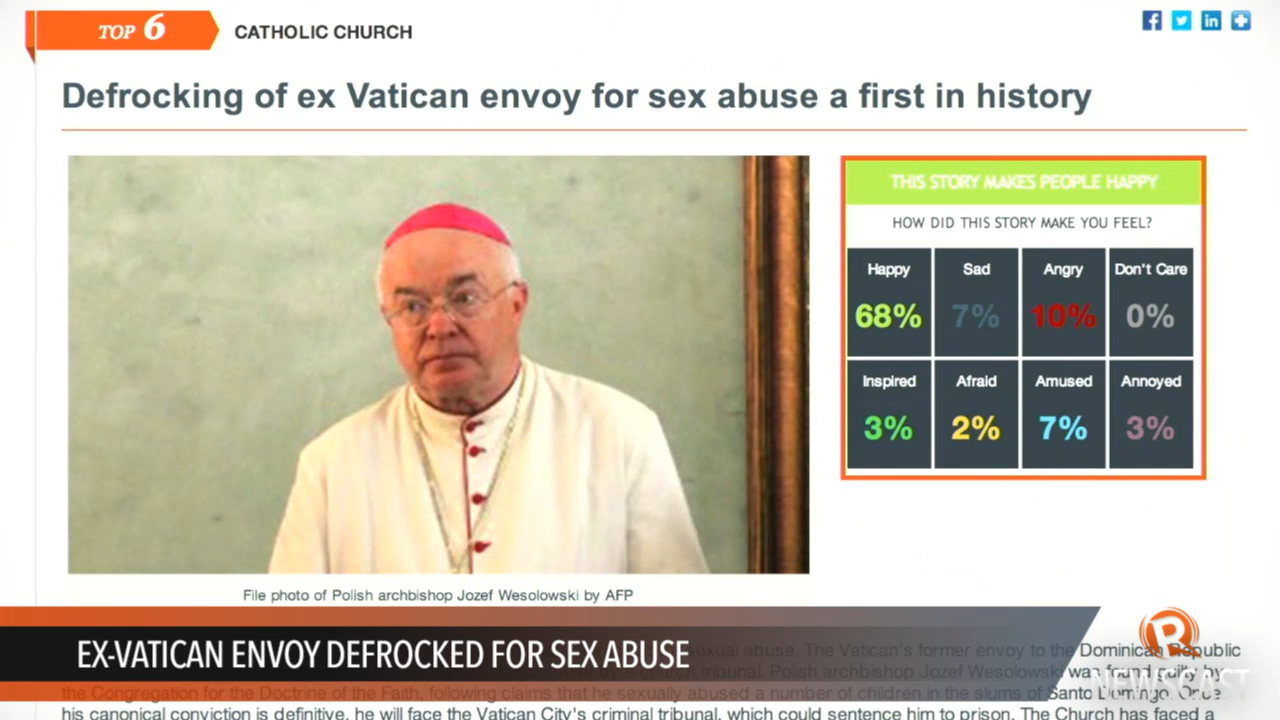 TOP 6
CATHOLIC CHURCH
Defrocking of ex Vatican envoy for sex abuse a first in history
THIS STORY MAKES PEOPLE HAPPY
HOW DID THIS STORY MAKE YOU FEEL?
Happy Sad Angry Don't Care
68% 7% 10% 0%
Inspired Afraid Amused Annoyed
3% 2% 7% 3%
File photo of Polish archbishop Jozef Wesolowski by AFP
EX-VATICAN ENVOY DEFROCKED FOR SEX ABUSE
sexual abuse. The Vatican's former envoy to the Dominican Republic
church tribunal. Polish archbishop Jozef Wesolowski was found guilty by
the Congregation for the Doctrine of the Faith, following claims that he sexually abused a number of children in the slums of Santo Domingo. Once
his canonical conviction is definitive, he will face the Vatican City's criminal tribunal, which could sentence him to prison. The Church has faced a
R
NEWSCAST